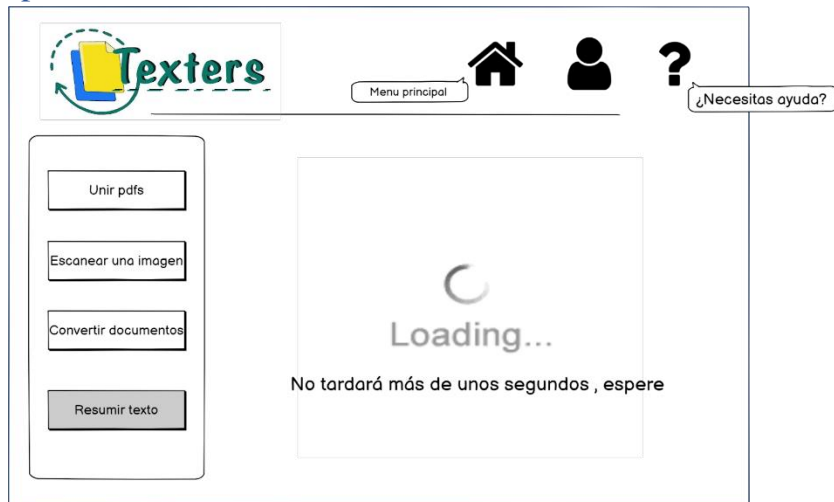 Texters
Menu principal
?
¿Necesitas ayuda?
Unir pdfs
Escanear una imagen
Convertir documentos
Resumir texto
Loading...
No tardará más de unos segundos , espere